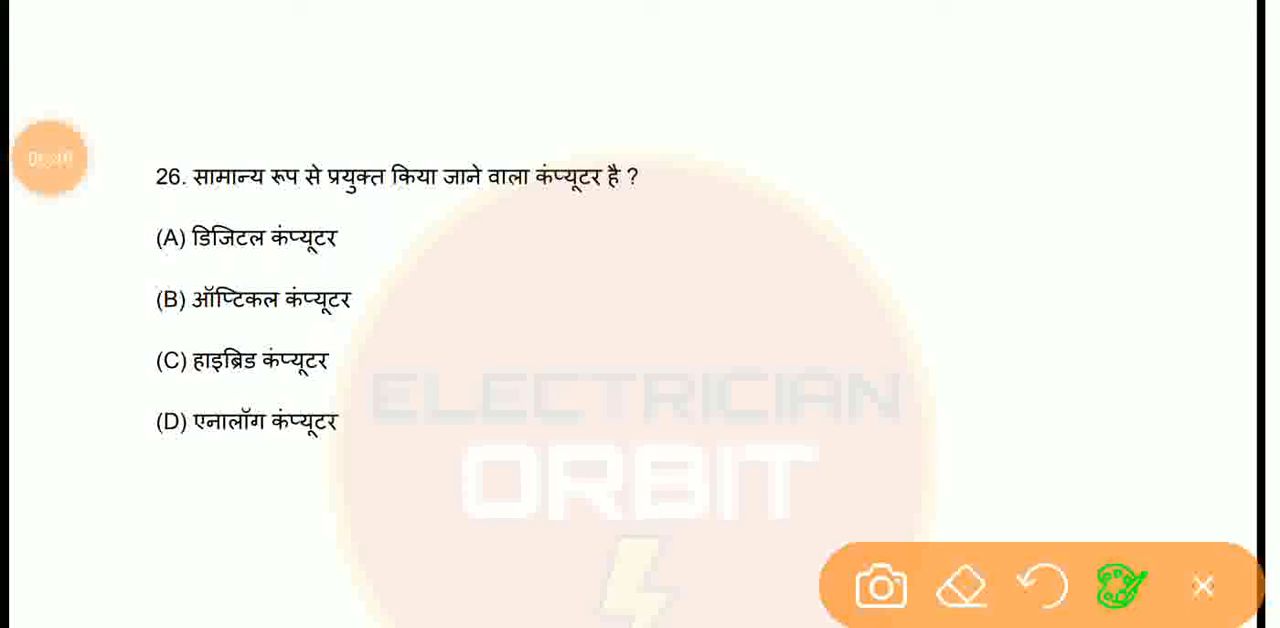 26. सामान्य रूप से प्रयुक्त किया जाने वाला कंप्यूटर है ?
(A) डिजिटल कंप्यूटर
(B) ऑप्टिकल कंप्यूटर
(C) हाइब्रिड कंप्यूटर
(D) एनालॉग कंप्यूटर
ELECTRICIAN
ORBIT